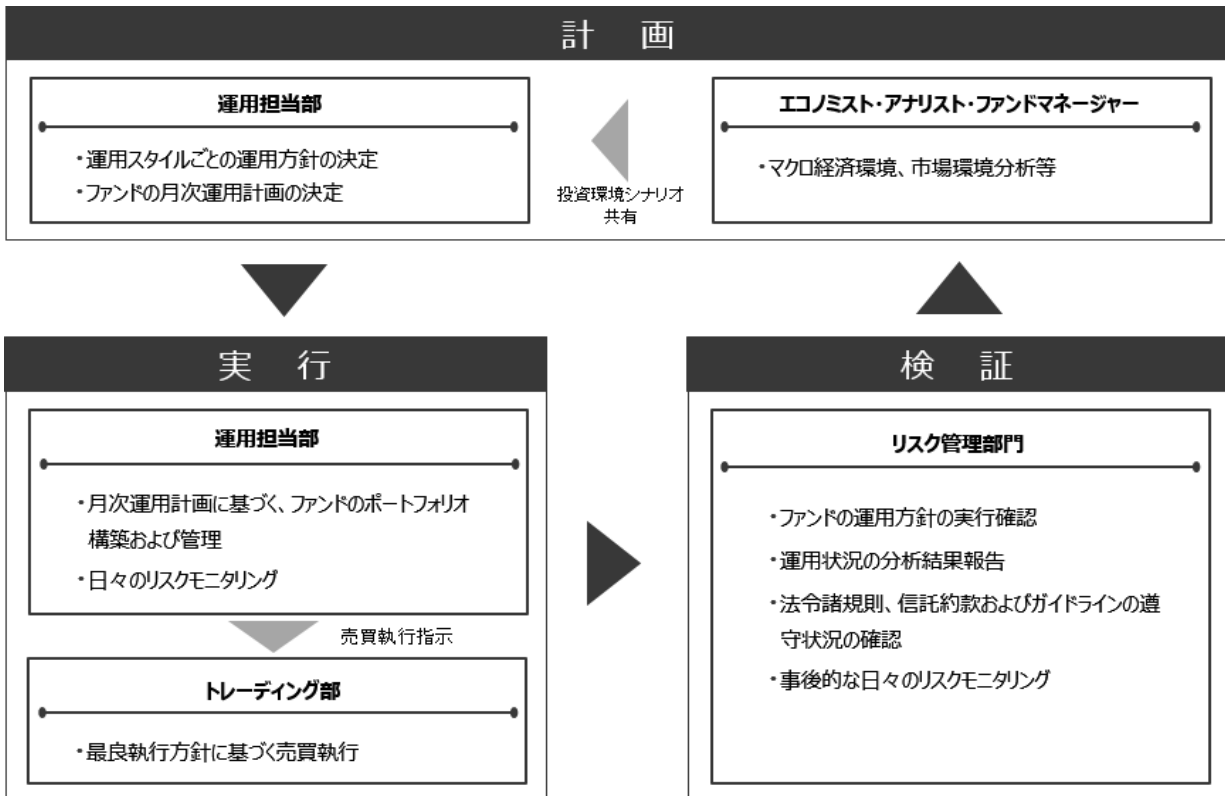 計 画
運用担当部
・運用スタイルごとの運用方針の決定
・ファンドの月次運用計画の決定
投資環境シナリオ
共有
エコノミスト・アナリスト・ファンドマネージャー
・マクロ経済環境、市場環境分析等
実 行
運用担当部
・月次運用計画に基づく、ファンドのポートフォリオ
構築および管理
・日々のリスクモニタリング
売買執行指示
トレーディング部
・最良執行方針に基づく売買執行
検 証
リスク管理部門
・ファンドの運用方針の実行確認
・運用状況の分析結果報告
・法令諸規則、信託約款およびガイドラインの遵
守状況の確認
・事後的な日々のリスクモニタリング